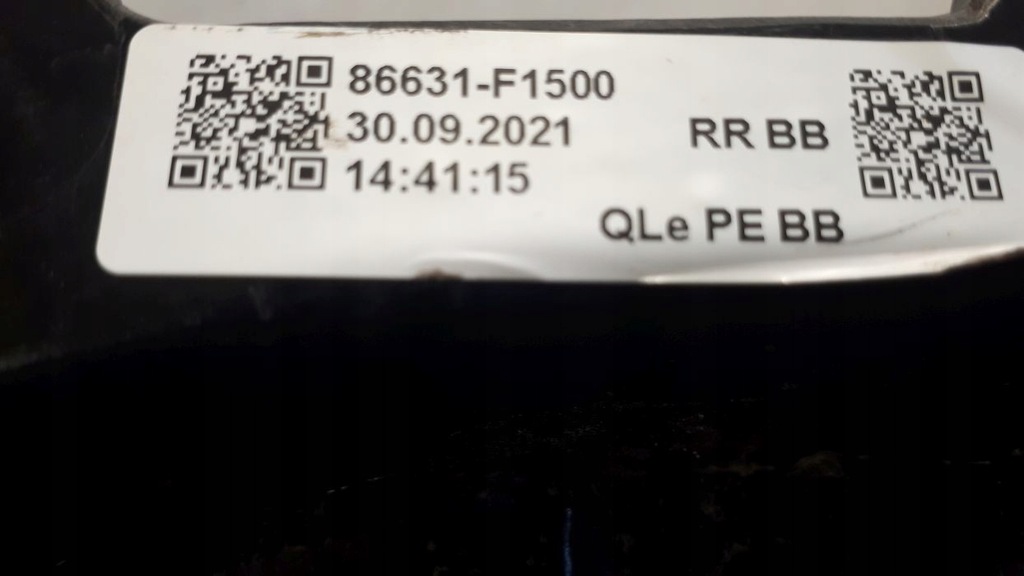 86631-F1500
30.09.2021
14:41:15
RR BB
QLe PE BB